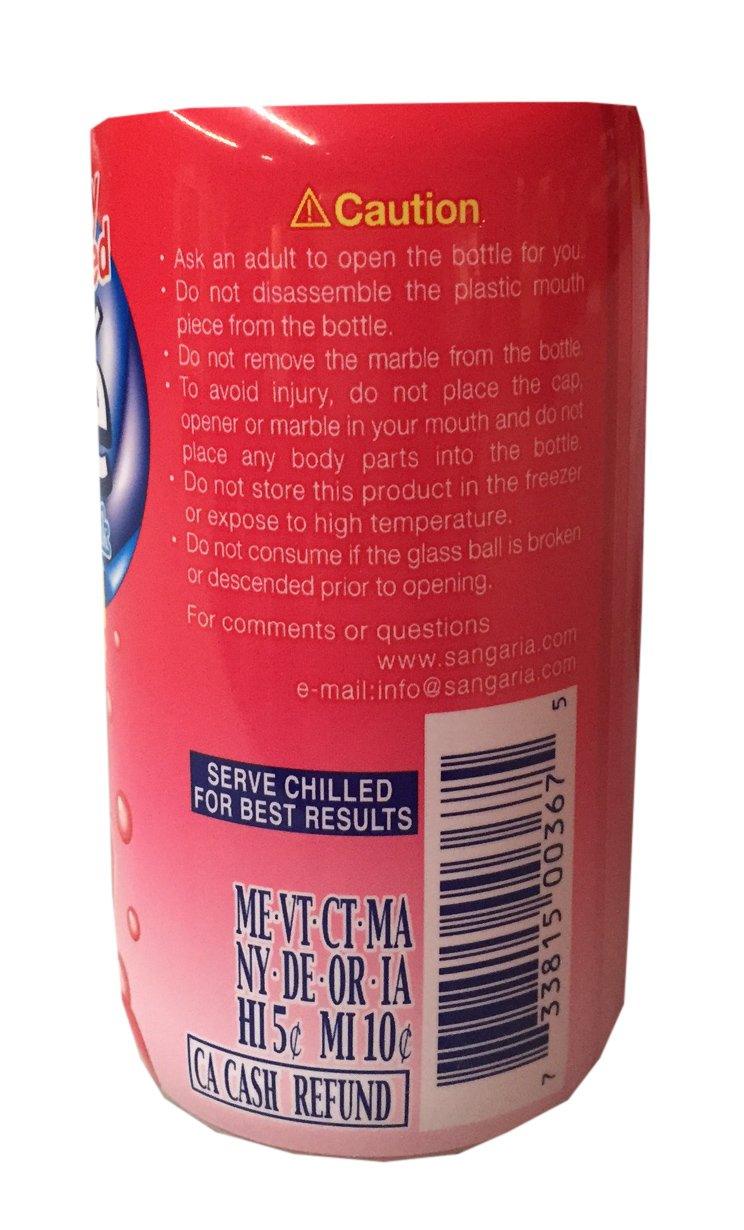 ⚠Caution
• Ask an adult to open the bottle for you.
• Do not disassemble the plastic mouth
piece from the bottle.
• Do not remove the marble from the bottle.
• To avoid injury, do not place the cap,
opener or marble in your mouth and do not
place any body parts into the bottle.
• Do not store this product in the freezer
or expose to high temperature.
• Do not consume if the glass ball is broken
or descended prior to opening.
For comments or questions
www.sangaria.com
e-mail:info@sangaria.com
SERVE CHILLED
FOR BEST RESULTS
ME·VT·CT·MA
NY·DE·OR·IA
HI 5¢ MI 10¢
CA CASH REFUND
7 33815 00367 5